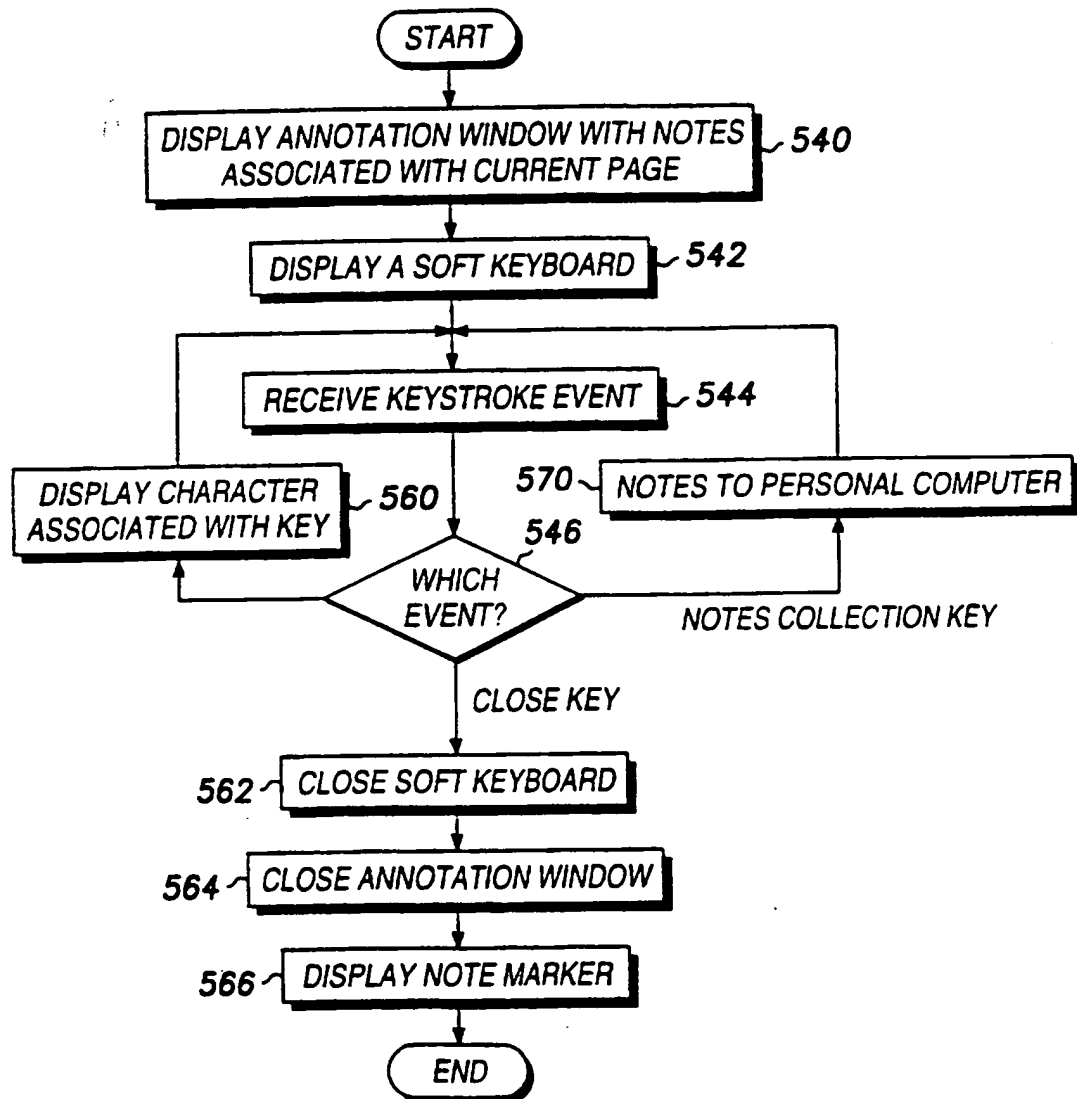 START
DISPLAY ANNOTATION WINDOW WITH NOTES
ASSOCIATED WITH CURRENT PAGE
540
DISPLAY A SOFT KEYBOARD
542
RECEIVE KEYSTROKE EVENT
544
DISPLAY CHARACTER
ASSOCIATED WITH KEY
560
570
NOTES TO PERSONAL COMPUTER
546
WHICH
EVENT?
NOTES COLLECTION KEY
CLOSE KEY
562
CLOSE SOFT KEYBOARD
564
CLOSE ANNOTATION WINDOW
566
DISPLAY NOTE MARKER
END